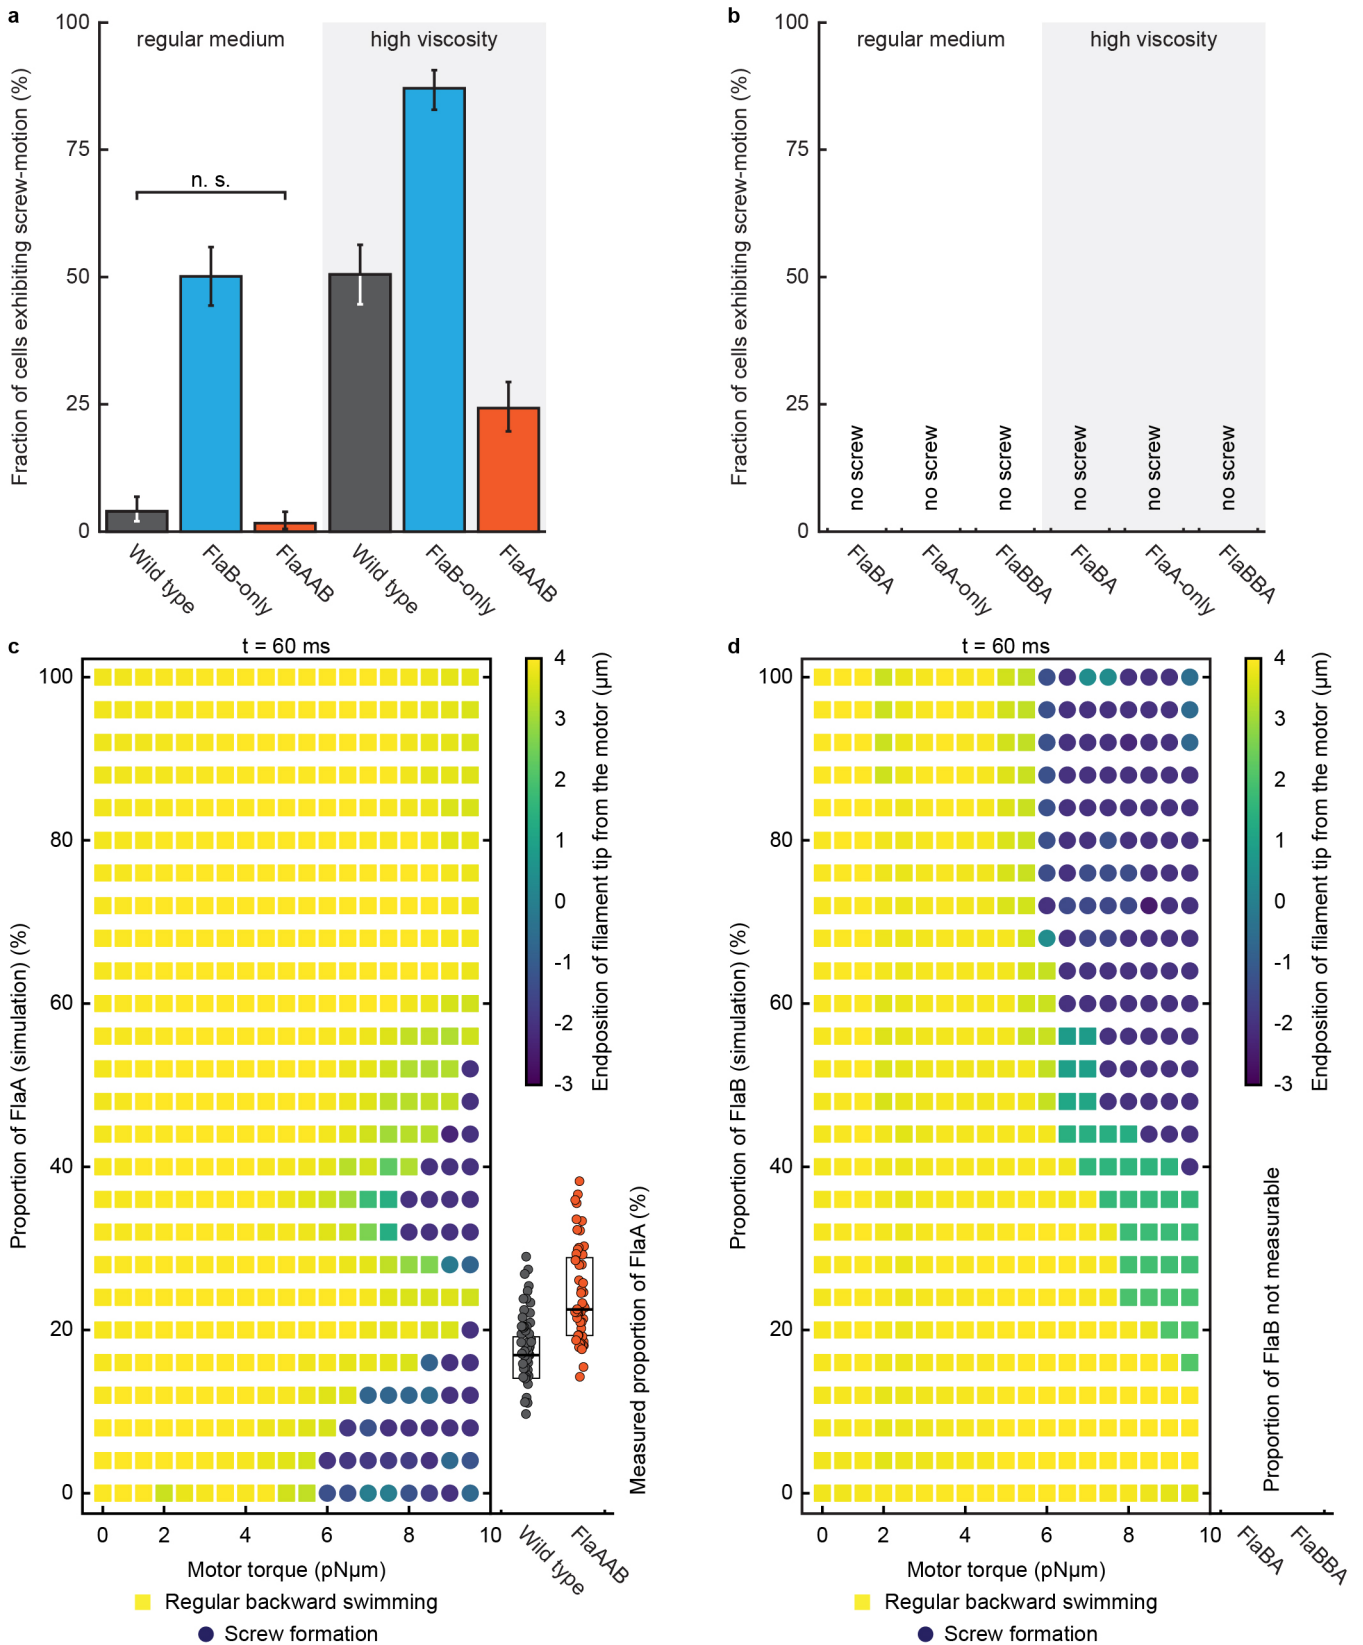 a
100
75
50
25
0
Fraction of cells exhibiting screw-motion (%)
regular medium
high viscosity
n. s.
Wild type
FlaB-only
FlaAAB
Wild type
FlaB-only
FlaAAB
b
100
75
50
25
0
Fraction of cells exhibiting screw-motion (%)
regular medium
high viscosity
no screw
no screw
no screw
no screw
no screw
no screw
FlaBA
FlaA-only
FlaBBA
FlaBA
FlaA-only
FlaBBA
c
t = 60 ms
100
80
60
40
20
0
Proportion of FlaA (simulation) (%)
0
2
4
6
8
10
Motor torque (pNµm)
4
3
2
1
0
-1
-2
-3
Endposition of filament tip from the motor (µm)
Measured proportion of FlaA (%)
Wild type
FlaAAB
Regular backward swimming
Screw formation
d
t = 60 ms
100
80
60
40
20
0
Proportion of FlaB (simulation) (%)
0
2
4
6
8
10
Motor torque (pNµm)
4
3
2
1
0
-1
-2
-3
Endposition of filament tip from the motor (µm)
Proportion of FlaB not measurable
FlaBA
FlaBBA
Regular backward swimming
Screw formation